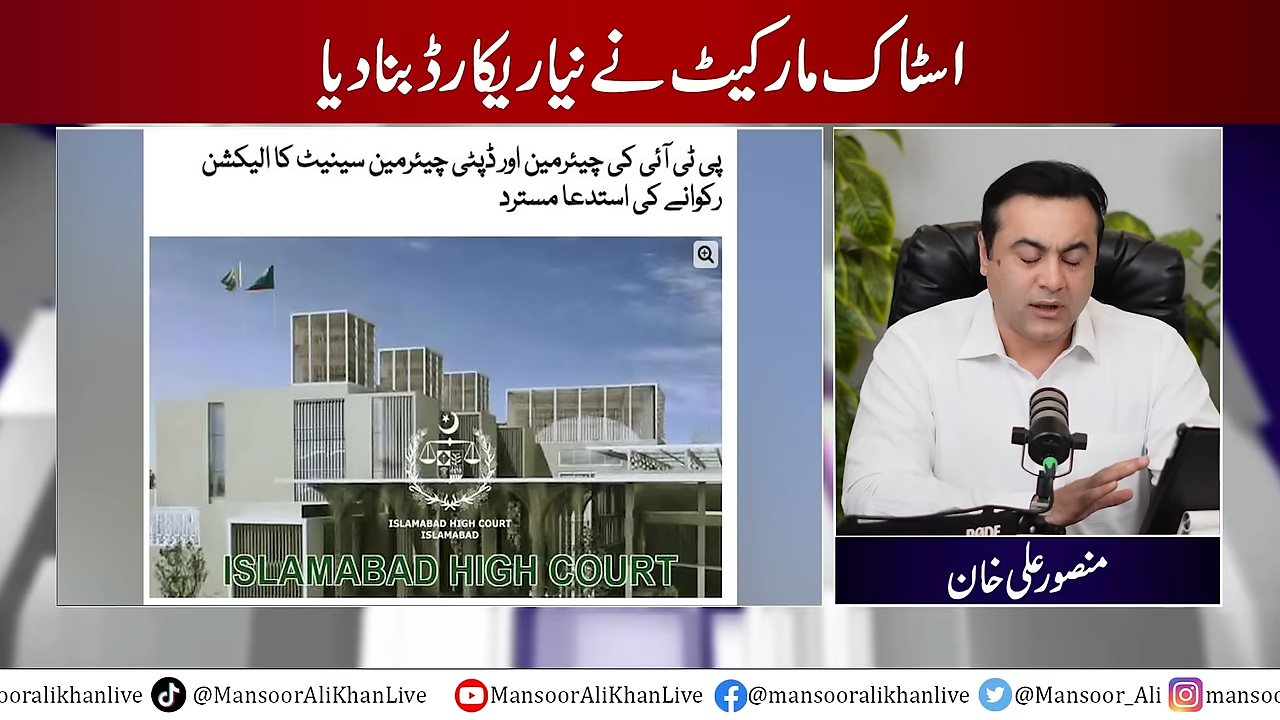 اسٹاک مارکیٹ نے نیا ریکارڈ بنا دیا
پی ٹی آئی کی چیئرمین اور ڈپٹی چیئرمین سینیٹ کا الیکشن
رکوانے کی استدعا مسترد
ISLAMABAD HIGH COURT
ISLAMABAD
ISLAMABAD HIGH COURT
RODE
منصور علی خان
ooralikhanlive @MansoorAliKhanLive MansoorAliKhanLive @mansooralikhanlive @Mansoor_Ali mansoo